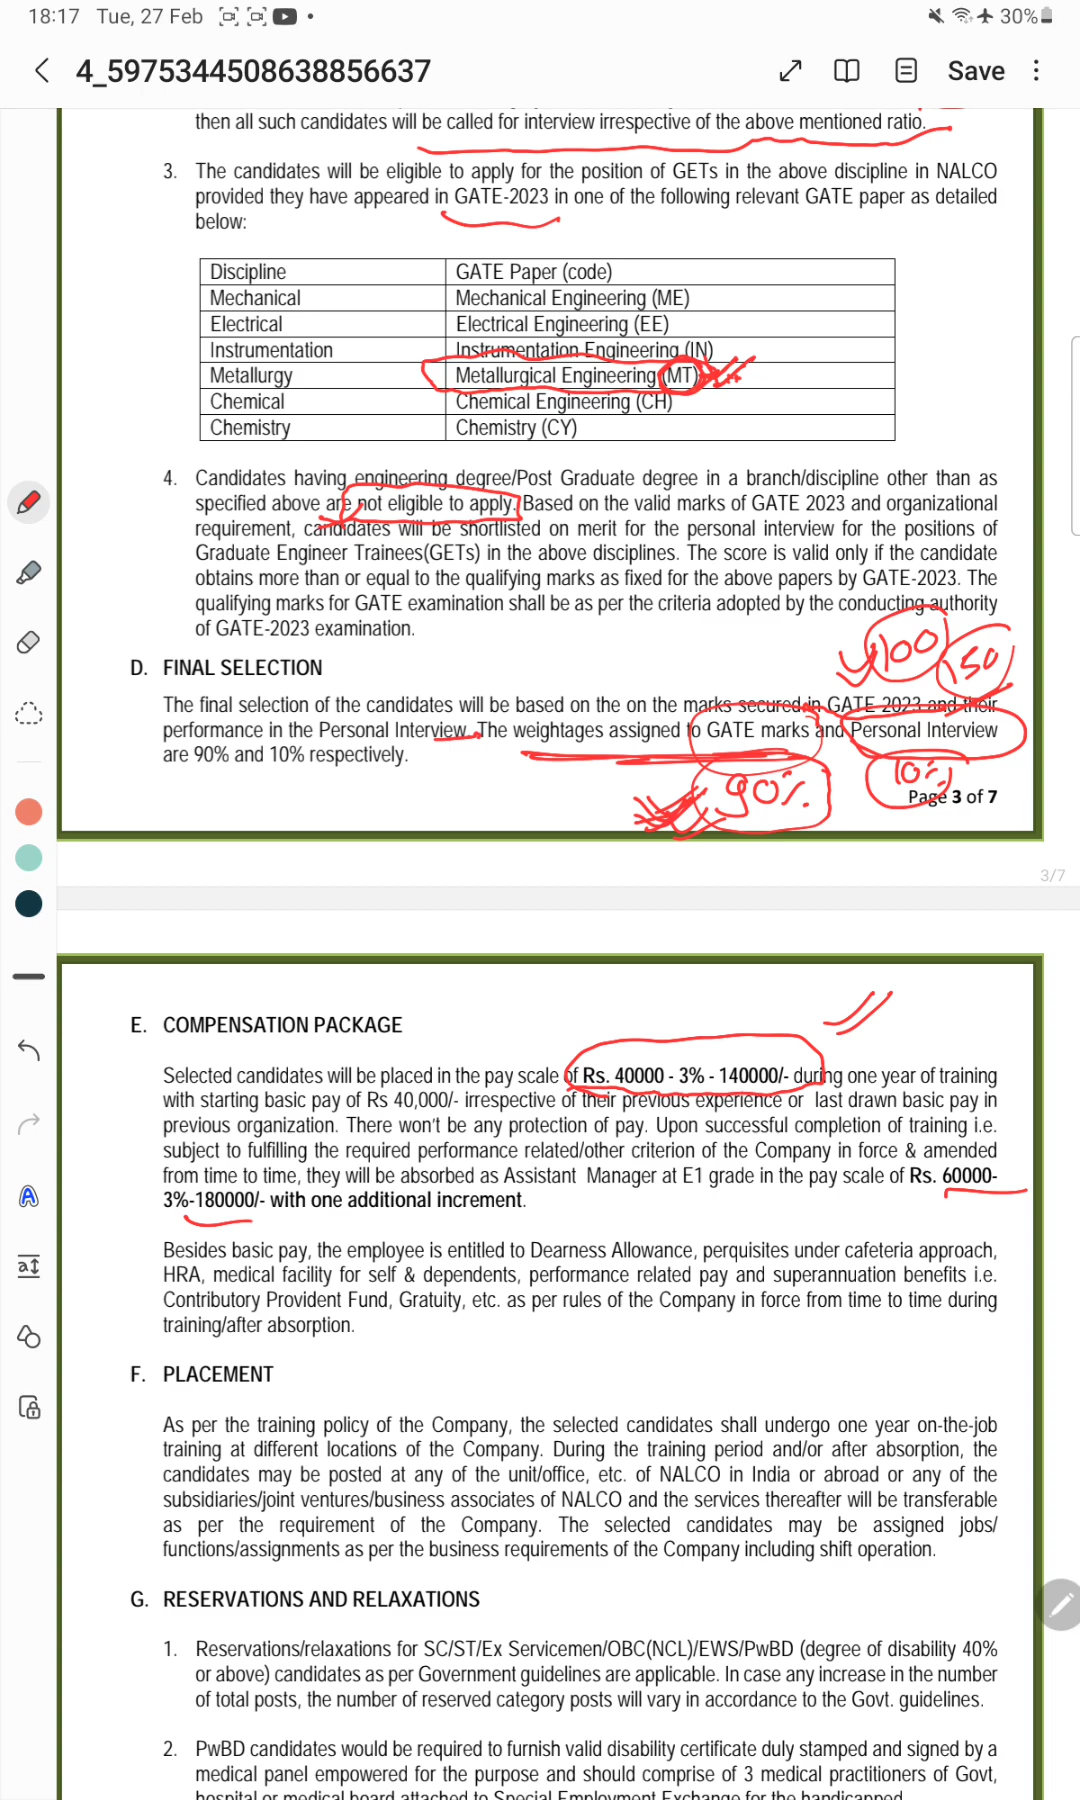 18:17 Tue, 27 Feb
30%
4_5975344508638856637
Save
then all such candidates will be called for interview irrespective of the above mentioned ratio.
3. The candidates will be eligible to apply for the position of GETs in the above discipline in NALCO
provided they have appeared in GATE-2023 in one of the following relevant GATE paper as detailed
below:
Discipline GATE Paper (code)
Mechanical Mechanical Engineering (ME)
Electrical Electrical Engineering (EE)
Instrumentation Instrumentation Engineering (IN)
Metallurgy Metallurgical Engineering (MT)
Chemical Chemical Engineering (CH)
Chemistry Chemistry (CY)
4. Candidates having engineering degree/Post Graduate degree in a branch/discipline other than as
specified above are not eligible to apply. Based on the valid marks of GATE 2023 and organizational
requirement, candidates will be shortlisted on merit for the personal interview for the positions of
Graduate Engineer Trainees(GETs) in the above disciplines. The score is valid only if the candidate
obtains more than or equal to the qualifying marks as fixed for the above papers by GATE-2023. The
qualifying marks for GATE examination shall be as per the criteria adopted by the conducting authority
of GATE-2023 examination.
100
50
D. FINAL SELECTION
The final selection of the candidates will be based on the on the marks secured in GATE 2023 and their
performance in the Personal Interview. The weightages assigned to GATE marks and Personal Interview
are 90% and 10% respectively.
90%
10%
Page 3 of 7
3/7
E. COMPENSATION PACKAGE
Selected candidates will be placed in the pay scale of Rs. 40000 - 3% - 140000/- during one year of training
with starting basic pay of Rs 40,000/- irrespective of their previous experience or last drawn basic pay in
previous organization. There won't be any protection of pay. Upon successful completion of training i.e.
subject to fulfilling the required performance related/other criterion of the Company in force & amended
from time to time, they will be absorbed as Assistant Manager at E1 grade in the pay scale of Rs. 60000-
3%-180000/- with one additional increment.
Besides basic pay, the employee is entitled to Dearness Allowance, perquisites under cafeteria approach,
HRA, medical facility for self & dependents, performance related pay and superannuation benefits i.e.
Contributory Provident Fund, Gratuity, etc. as per rules of the Company in force from time to time during
training/after absorption.
F. PLACEMENT
As per the training policy of the Company, the selected candidates shall undergo one year on-the-job
training at different locations of the Company. During the training period and/or after absorption, the
candidates may be posted at any of the unit/office, etc. of NALCO in India or abroad or any of the
subsidiaries/joint ventures/business associates of NALCO and the services thereafter will be transferable
as per the requirement of the Company. The selected candidates may be assigned jobs/
functions/assignments as per the business requirements of the Company including shift operation.
G. RESERVATIONS AND RELAXATIONS
1. Reservations/relaxations for SC/ST/Ex Servicemen/OBC(NCL)/EWS/PwBD (degree of disability 40%
or above) candidates as per Government guidelines are applicable. In case any increase in the number
of total posts, the number of reserved category posts will vary in accordance to the Govt. guidelines.
2. PwBD candidates would be required to furnish valid disability certificate duly stamped and signed by a
medical panel empowered for the purpose and should comprise of 3 medical practitioners of Govt,
hospital or medical board attached to Special Employment Exchange for the handicapped